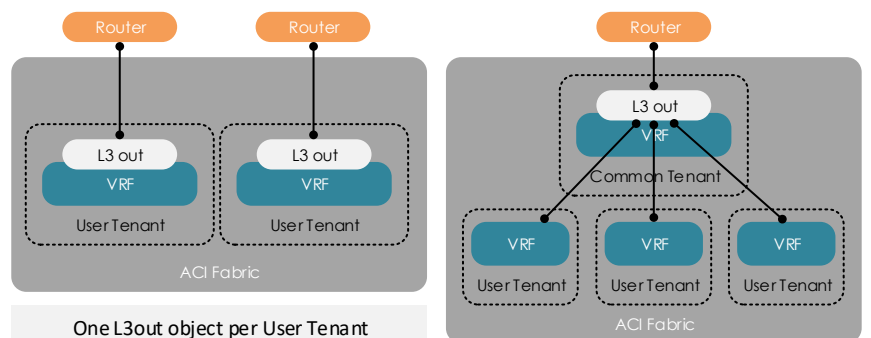 Router
Router
L3 out
L3 out
VRF
VRF
User Tenant
User Tenant
ACI Fabric
One L3out object per User Tenant
Router
L3 out
VRF
Common Tenant
VRF
VRF
VRF
User Tenant
User Tenant
User Tenant
ACI Fabric